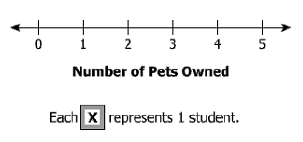 0 1 2 3 4 5
Number of Pets Owned
Each X represents 1 student.